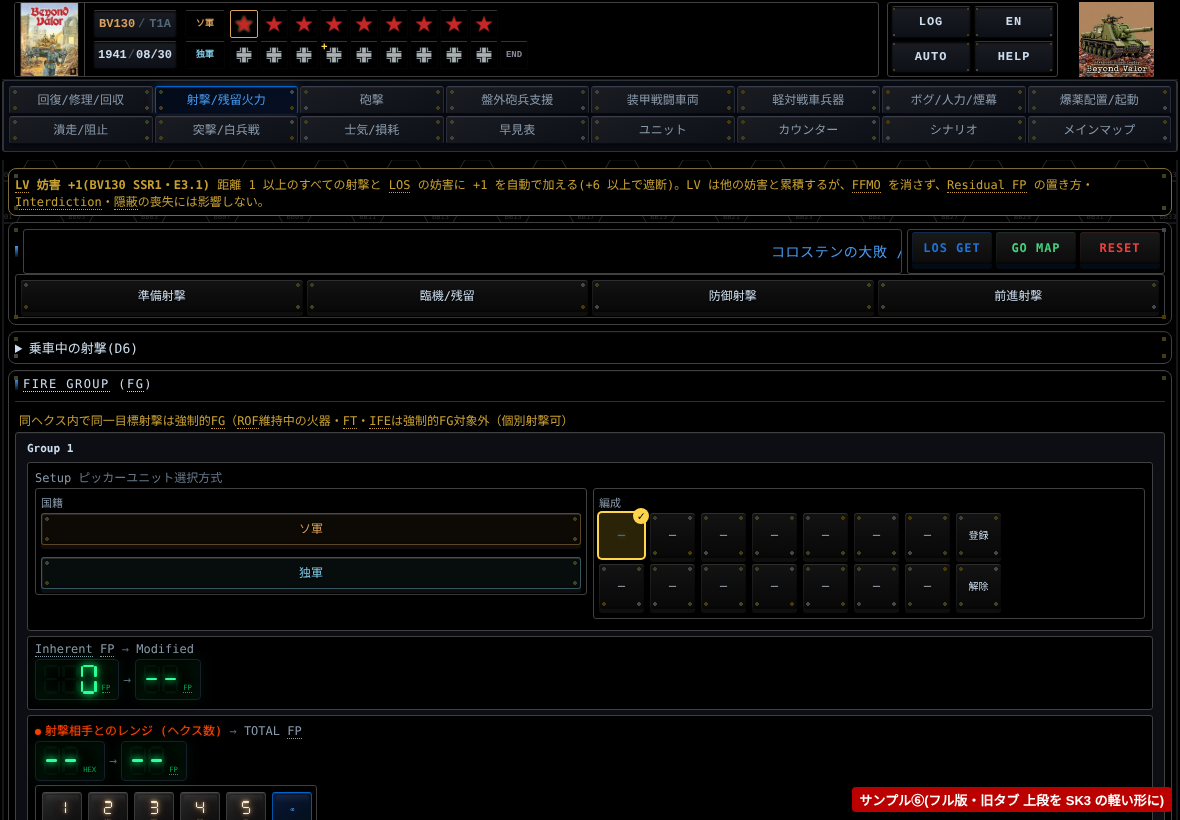 Beyond Valor
BV130 / T1A
1941/08/30
ソ軍
独軍
END
LOG
EN
AUTO
HELP
Beyond Valor
回復/修理/回収
射撃/残留火力
砲撃
盤外砲兵支援
装甲戦闘車両
軽対戦車兵器
ボグ/人力/煙幕
爆薬配置/起動
潰走/阻止
突撃/白兵戦
士気/損耗
早見表
ユニット
カウンター
シナリオ
メインマップ
LV 妨害 +1(BV130 SSR1・E3.1) 距離 1 以上のすべての射撃と LOS の妨害に +1 を自動で加える(+6 以上で遮断)。LV は他の妨害と累積するが、FFMO を消さず、Residual FP の置き方・
Interdiction・隠蔽の喪失には影響しない。
コロステンの大敗 /
LOS GET
GO MAP
RESET
準備射撃
臨機/残留
防御射撃
前進射撃
▶ 乗車中の射撃(D6)
FIRE GROUP (FG)
同ヘクス内で同一目標射撃は強制的FG（ROF維持中の火器・FT・IFEは強制的FG対象外（個別射撃可）
Group 1
Setup ピッカーユニット選択方式
国籍
ソ軍
独軍
編成
✓
— — — — — — — 登録
— — — — — — — 解除
Inherent FP → Modified
0 FP → -- FP
● 射撃相手とのレンジ (ヘクス数) → TOTAL FP
-- HEX → -- FP
1 2 3 4 5
サンプル⑥(フル版・旧タブ 上段を SK3 の軽い形に)